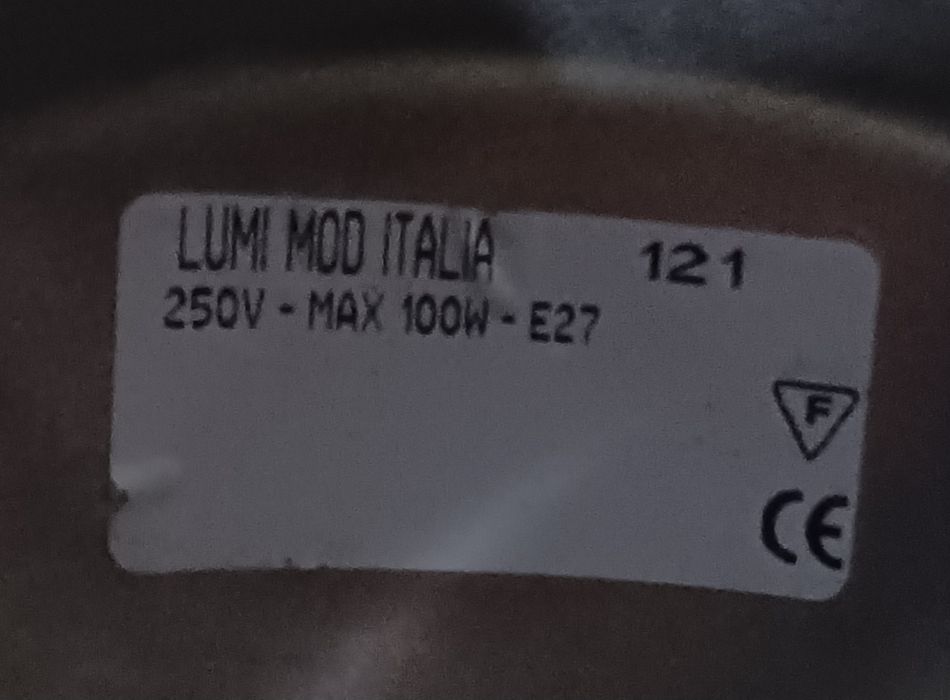 LUMI MOD ITALIA 121
250V - MAX 100W - E27
F
CE